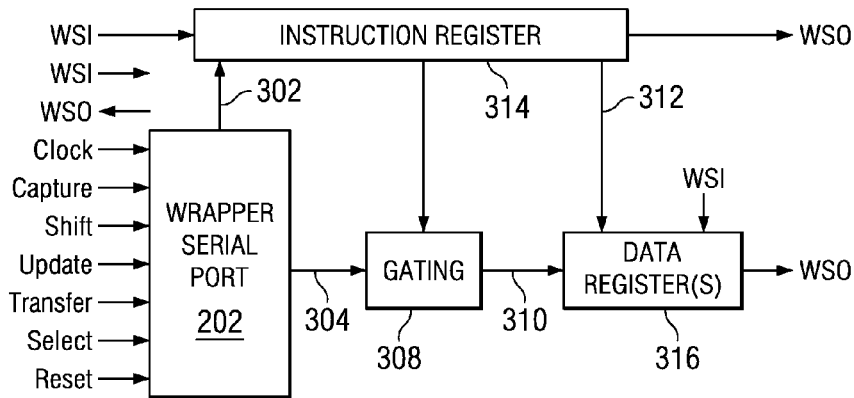 WSI
INSTRUCTION REGISTER
WSO
WSI
302
314
312
WSO
Clock
Capture
Shift
Update
Transfer
Select
Reset
WRAPPER
SERIAL
PORT
202
304
GATING
308
310
WSI
DATA
REGISTER(S)
316
WSO